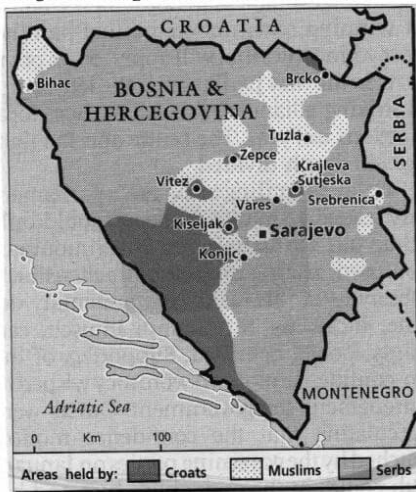 CROATIA
Bihac
BOSNIA &
HERCEGOVINA
Brcko
SERBIA
Tuzla
Zepce
Vitez
Krajleva
Sutjeska
Vares
Srebrenica
Kiseljak
Sarajevo
Konjic
MONTENEGRO
Adriatic Sea
0 Km 100
Areas held by: Croats Muslims Serbs